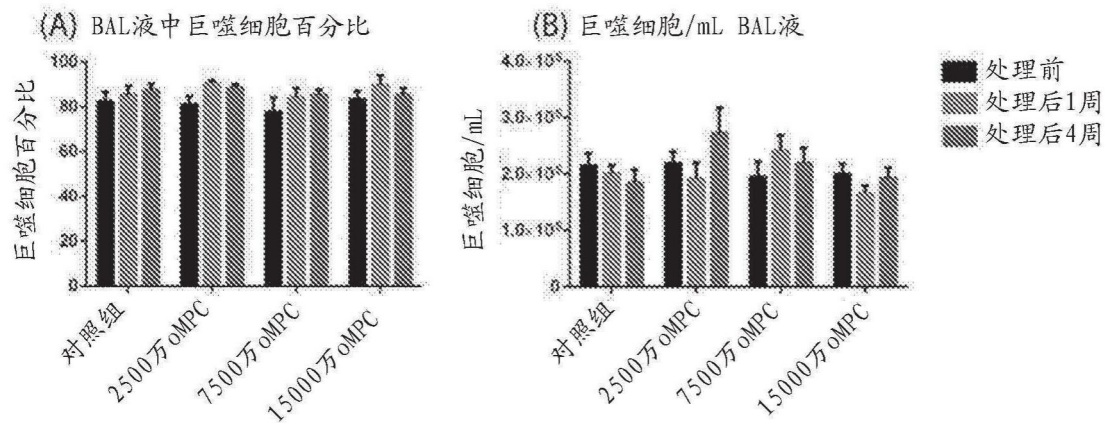 (A) BAL液中巨噬细胞百分比
巨噬细胞百分比
100
80
60
40
20
0
对照组
2500万oMPC
7500万oMPC
15000万oMPC
(B) 巨噬细胞/mL BAL液
巨噬细胞/mL
0
对照组
2500万oMPC
7500万oMPC
15000万oMPC
处理前
处理后1周
处理后4周